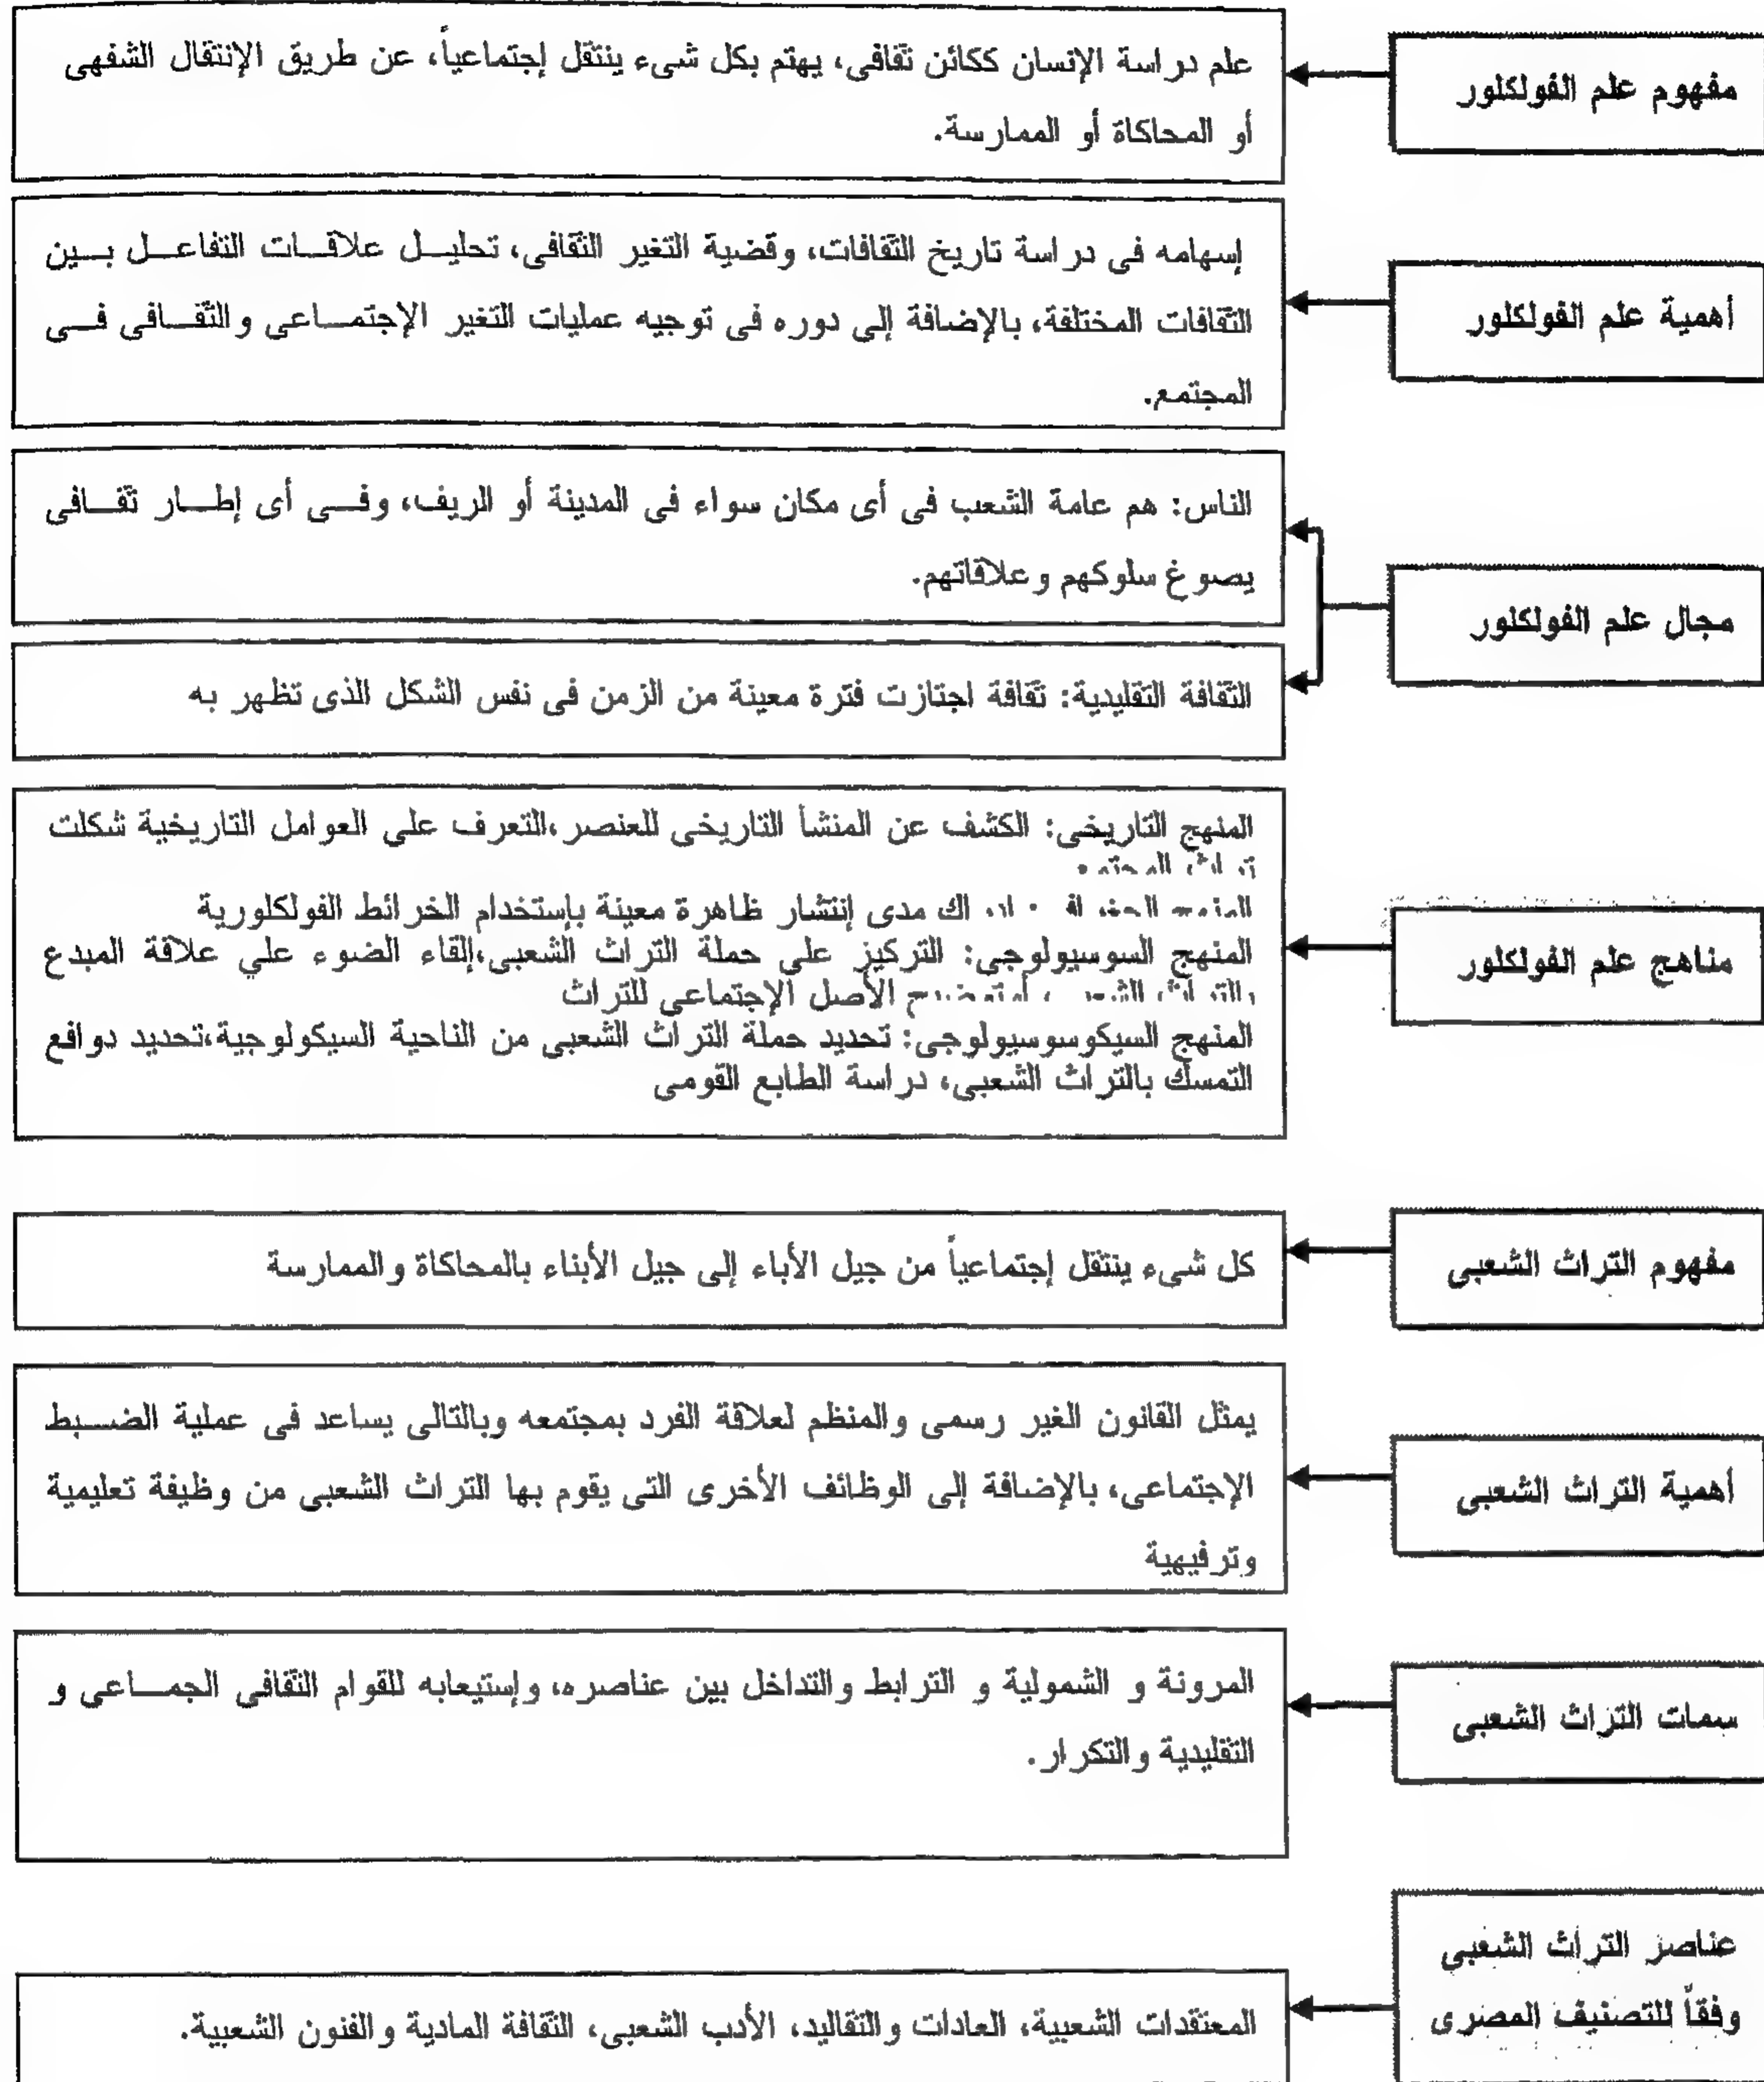 مفهوم علم الفولكلور
علم دراسة الإنسان ككائن ثقافى، يهتم بكل شىء ينتقل إجتماعياً، عن طريق الإنتقال الشفهى
أو المحاكاة أو الممارسة.
أهمية علم الفولكلور
إسهامه فى دراسة تاريخ الثقافات، وقضية التغير الثقافى، تحليل علاقات التفاعل بين
الثقافات المختلفة، بالإضافة إلى دوره فى توجيه عمليات التغير الإجتماعى والثقافى فى
المجتمع.
مجال علم الفولكلور
الناس: هم عامة الشعب فى أى مكان سواء فى المدينة أو الريف، وفى أى إطار ثقافى
يصوغ سلوكهم وعلاقاتهم.
الثقافة التقليدية: ثقافة اجتازت فترة معينة من الزمن فى نفس الشكل الذى تظهر به
مناهج علم الفولكلور
المنهج التاريخى: الكشف عن المنشأ التاريخى للعنصر،التعرف على العوامل التاريخية شكلت
مدى إنتشار ظاهرة معينة بإستخدام الخرائط الفولكلورية
المنهج السوسيولوجى: التركيز على حملة التراث الشعبى،إلقاء الضوء علي علاقة المبدع
الأصل الإجتماعى للتراث
المنهج السيكوسوسيولوجى: تحديد حملة التراث الشعبى من الناحية السيكولوجية،تحديد دوافع
التمسك بالتراث الشعبى، دراسة الطابع القومى
مفهوم التراث الشعبى
كل شىء ينتقل إجتماعياً من جيل الأباء إلى جيل الأبناء بالمحاكاة والممارسة
أهمية التراث الشعبى
يمثل القانون الغير رسمى والمنظم لعلاقة الفرد بمجتمعه وبالتالى يساعد فى عملية الضبط
الإجتماعى، بالإضافة إلى الوظائف الأخرى التى يقوم بها التراث الشعبى من وظيفة تعليمية
وترفيهية
سمات التراث الشعبى
المرونة و الشمولية و الترابط والتداخل بين عناصره، وإستيعابه للقوام الثقافى الجماعى و
التقليدية والتكرار.
عناصر التراث الشعبى
وفقاً للتصنيف المصرى
المعتقدات الشعبية، العادات والتقاليد، الأدب الشعبى، الثقافة المادية والفنون الشعبية.